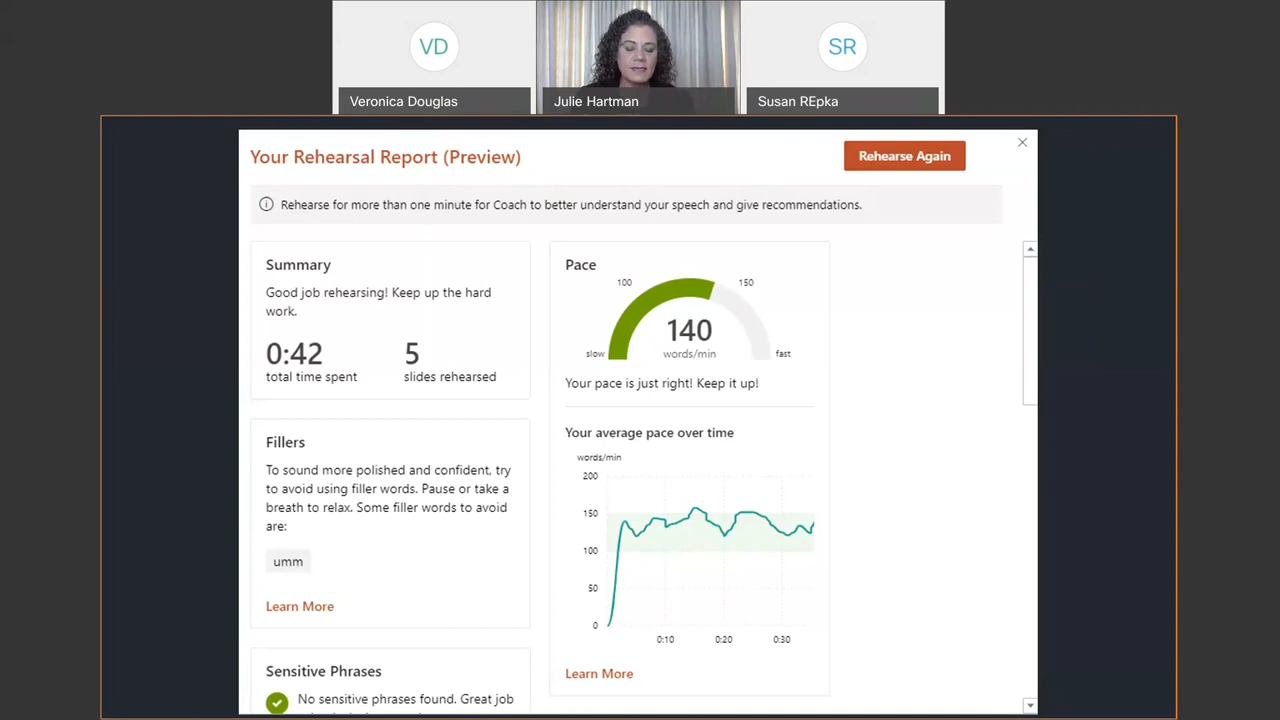 VD
SR
Veronica Douglas
Julie Hartman
Susan REpka
Your Rehearsal Report (Preview)
Rehearse Again
Rehearse for more than one minute for Coach to better understand your speech and give recommendations.
Summary
Good job rehearsing! Keep up the hard
work.
0:42
total time spent
5
slides rehearsed
Fillers
To sound more polished and confident, try
to avoid using filler words. Pause or take a
breath to relax. Some filler words to avoid
are:
umm
Learn More
Sensitive Phrases
No sensitive phrases found. Great job
Pace
100
150
140
words/min
slow
fast
Your pace is just right! Keep it up!
Your average pace over time
words/min
200
150
100
50
0
0:10
0:20
0:30
Learn More